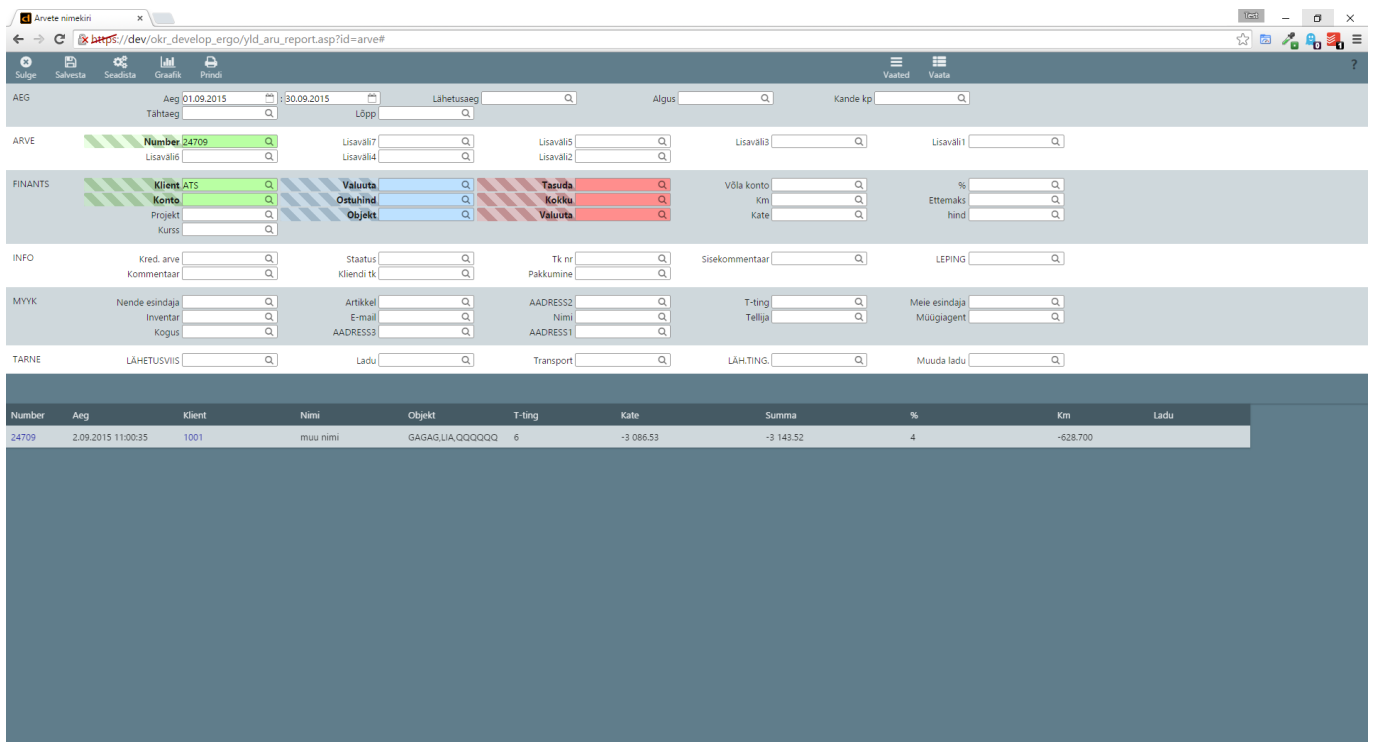 Arvete nimekiri
Test
https://dev/okr_develop_ergo/yld_aru_report.asp?id=arve#
Sulge Salvesta Seadista Graafik Prindi Vaated Vaata ?
AEG Aeg 01.09.2015 : 30.09.2015 Lähetusaeg Algus Kande kp
Tähtaeg Lõpp
ARVE Number 24709 Lisaväli7 Lisaväli5 Lisaväli3 Lisaväli1
Lisaväli6 Lisaväli4 Lisaväli2
FINANTS Klient ATS Valuuta Tasuda Võla konto %
Konto Ostuhind Kokku Km Ettemaks
Projekt Objekt Valuuta Kate hind
Kurss
INFO Kred. arve Staatus Tk nr Sisekommentaar LEPING
Kommentaar Kliendi tk Pakkumine
MYYK Nende esindaja Artikkel AADRESS2 T-ting Meie esindaja
Inventar E-mail Nimi Tellija Müügiagent
Kogus AADRESS3 AADRESS1
TARNE LÄHETUSVIIS Ladu Transport LÄH.TING. Muuda ladu
Number Aeg Klient Nimi Objekt T-ting Kate Summa % Km Ladu
24709 2.09.2015 11:00:35 1001 muu nimi GAGAG,LIA,QQQQQQ 6 -3 086.53 -3 143.52 4 -628.700